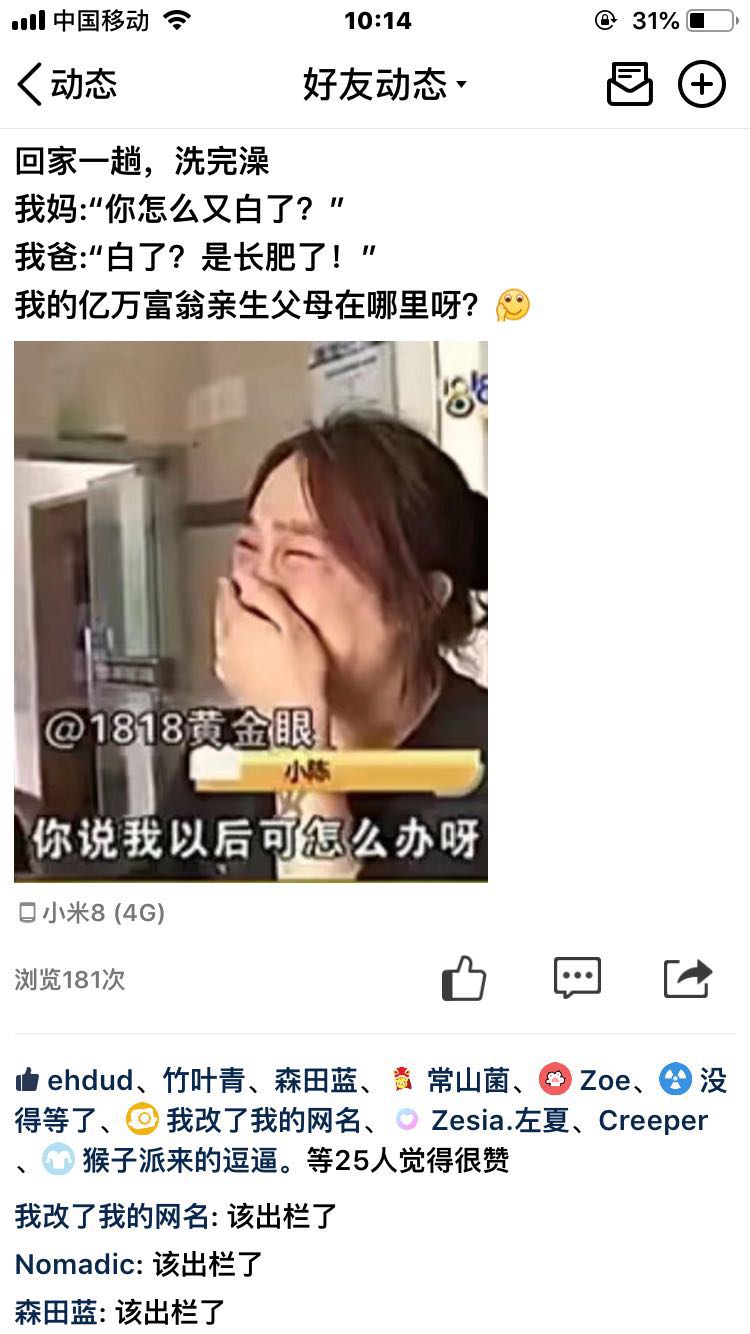 中国移动
10:14
31%
动态
好友动态
回家一趟，洗完澡
我妈:“你怎么又白了？”
我爸:“白了？是长肥了！”
我的亿万富翁亲生父母在哪里呀？
1818
@1818黄金眼
小陈
你说我以后可怎么办呀
小米8 (4G)
浏览181次
ehdud、竹叶青、森田蓝、常山菌、Zoe、没
得等了、我改了我的网名、Zesia.左夏、Creeper
、猴子派来的逗逼。等25人觉得很赞
我改了我的网名: 该出栏了
Nomadic: 该出栏了
森田蓝: 该出栏了